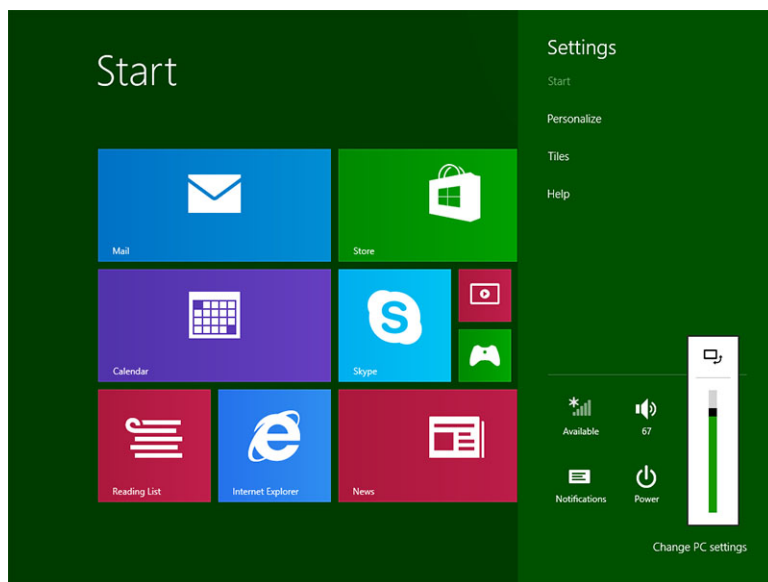 Start
Settings
Start
Personalize
Tiles
Help
Mail
Store
Calendar
Skype
Reading List
Internet Explorer
News
Available
67
Notifications
Power
Change PC settings